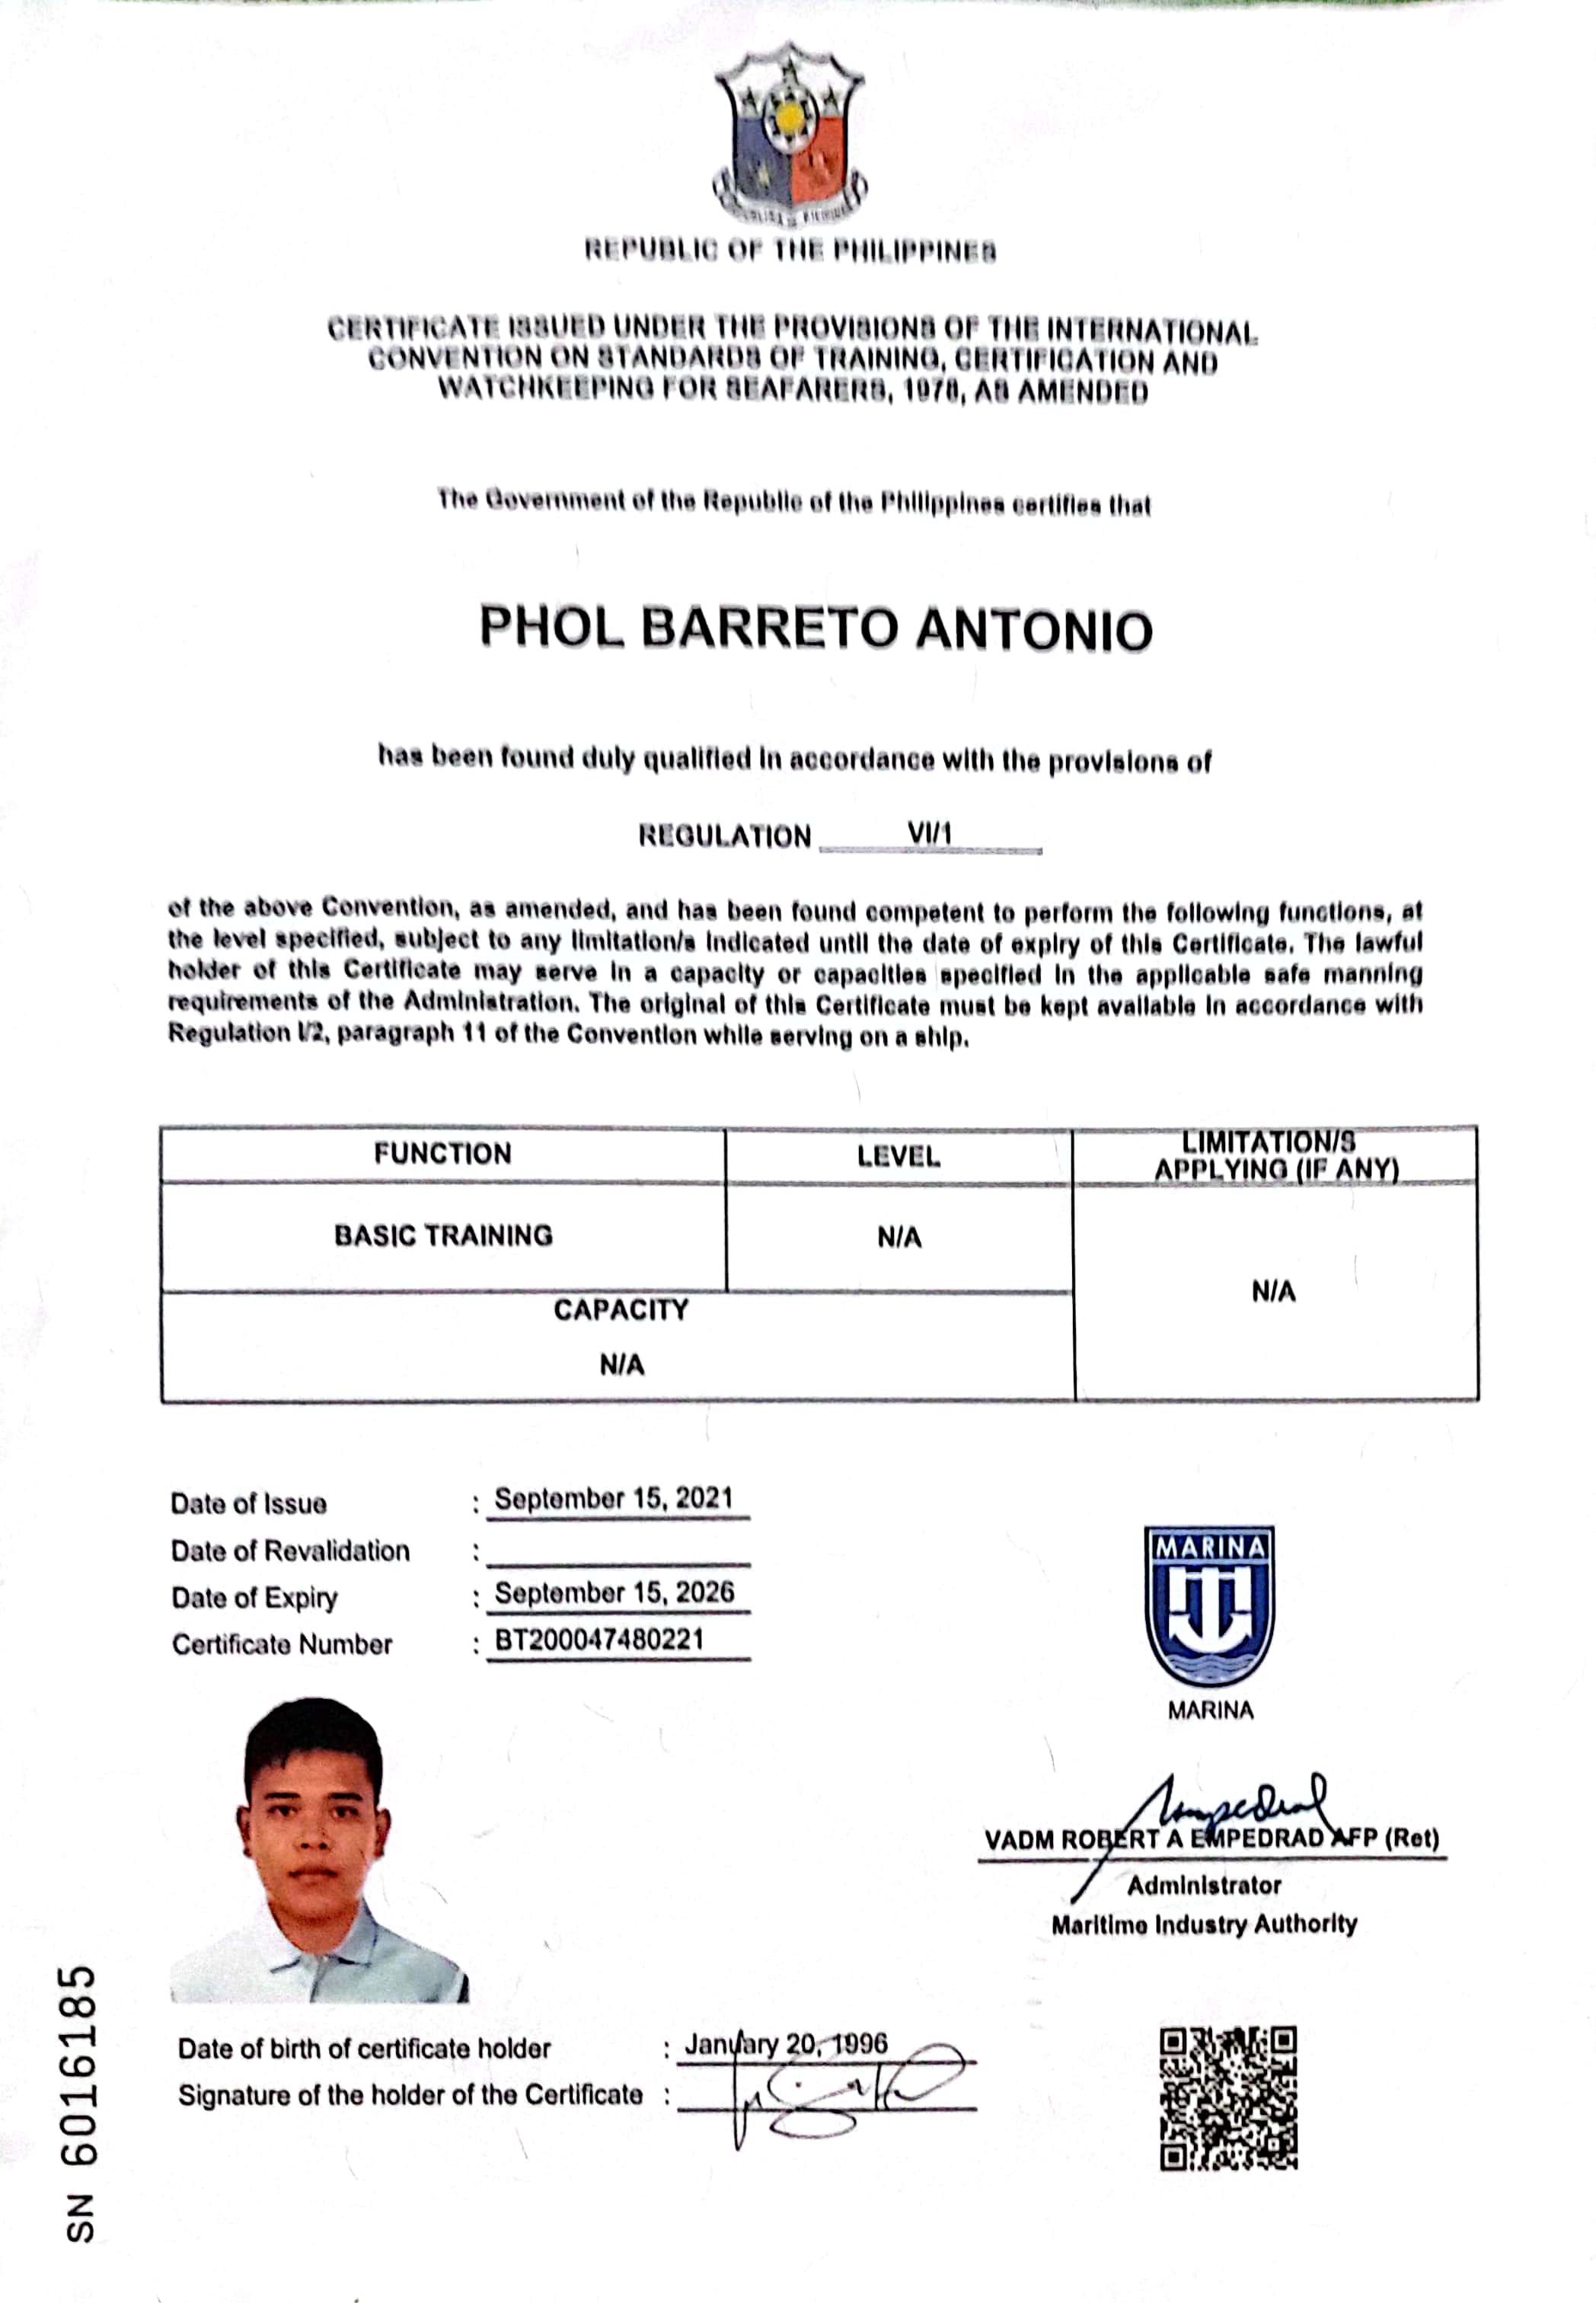 REPUBLIC OF THE PHILIPPINES
CERTIFICATE ISSUED UNDER THE PROVISIONS OF THE INTERNATIONAL
CONVENTION ON STANDARDS OF TRAINING, CERTIFICATION AND
WATCHKEEPING FOR SEAFARERS, 1978, AS AMENDED
The Government of the Republic of the Philippines certifies that
PHOL BARRETO ANTONIO
has been found duly qualified in accordance with the provisions of
REGULATION VI/1
of the above Convention, as amended, and has been found competent to perform the following functions, at
the level specified, subject to any limitation/s indicated until the date of expiry of this Certificate. The lawful
holder of this Certificate may serve in a capacity or capacities specified in the applicable safe manning
requirements of the Administration. The original of this Certificate must be kept available in accordance with
Regulation I/2, paragraph 11 of the Convention while serving on a ship.
FUNCTION LEVEL LIMITATION/S
APPLYING (IF ANY)
BASIC TRAINING N/A
N/A
CAPACITY
N/A
Date of Issue : September 15, 2021
Date of Revalidation :
Date of Expiry : September 15, 2026
Certificate Number : BT200047480221
MARINA
MARINA
VADM ROBERT A EMPEDRAD AFP (Ret)
Administrator
Maritime Industry Authority
Date of birth of certificate holder : January 20, 1996
Signature of the holder of the Certificate :
SN 6016185